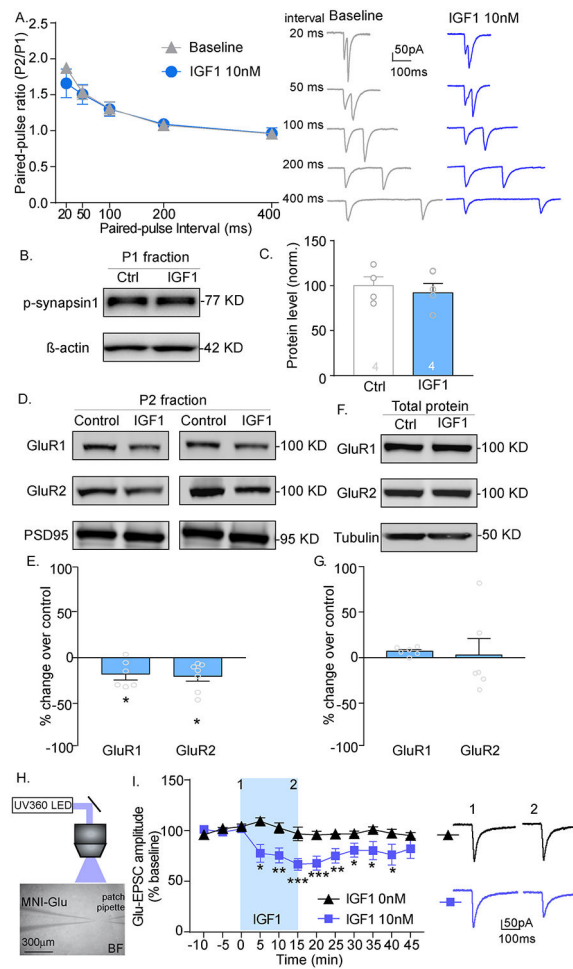 A.
Paired-pulse ratio (P2/P1)
2.5
2.0
1.5
1.0
0.5
0
20
50
100
200
400
Paired-pulse Interval (ms)
Baseline
IGF1 10nM
interval
Baseline
IGF1 10nM
20 ms
50 ms
100 ms
200 ms
400 ms
50pA
100ms
B.
P1 fraction
Ctrl IGF1
p-synapsin1
-77 KD
ß-actin
-42 KD
C.
Protein level (norm.)
150
100
50
0
4
4
Ctrl
IGF1
D.
P2 fraction
Control IGF1 Control IGF1
GluR1
-100 KD
GluR2
-100 KD
PSD95
-95 KD
F.
Total protein
Ctrl IGF1
GluR1
-100 KD
GluR2
-100 KD
Tubulin
-50 KD
E.
% change over control
100
50
0
-50
-100
*
*
GluR1
GluR2
G.
% change over control
100
50
0
-50
-100
GluR1
GluR2
H.
UV360 LED
MNI-Glu
patch
pipette
300µm
BF
I.
Glu-EPSC amplitude
(% baseline)
150
100
50
0
1
2
IGF1
* ** *** *** ** * * *
IGF1 0nM
IGF1 10nM
-10 -5 0 5 10 15 20 25 30 35 40 45
Time (min)
1 2
50pA
100ms